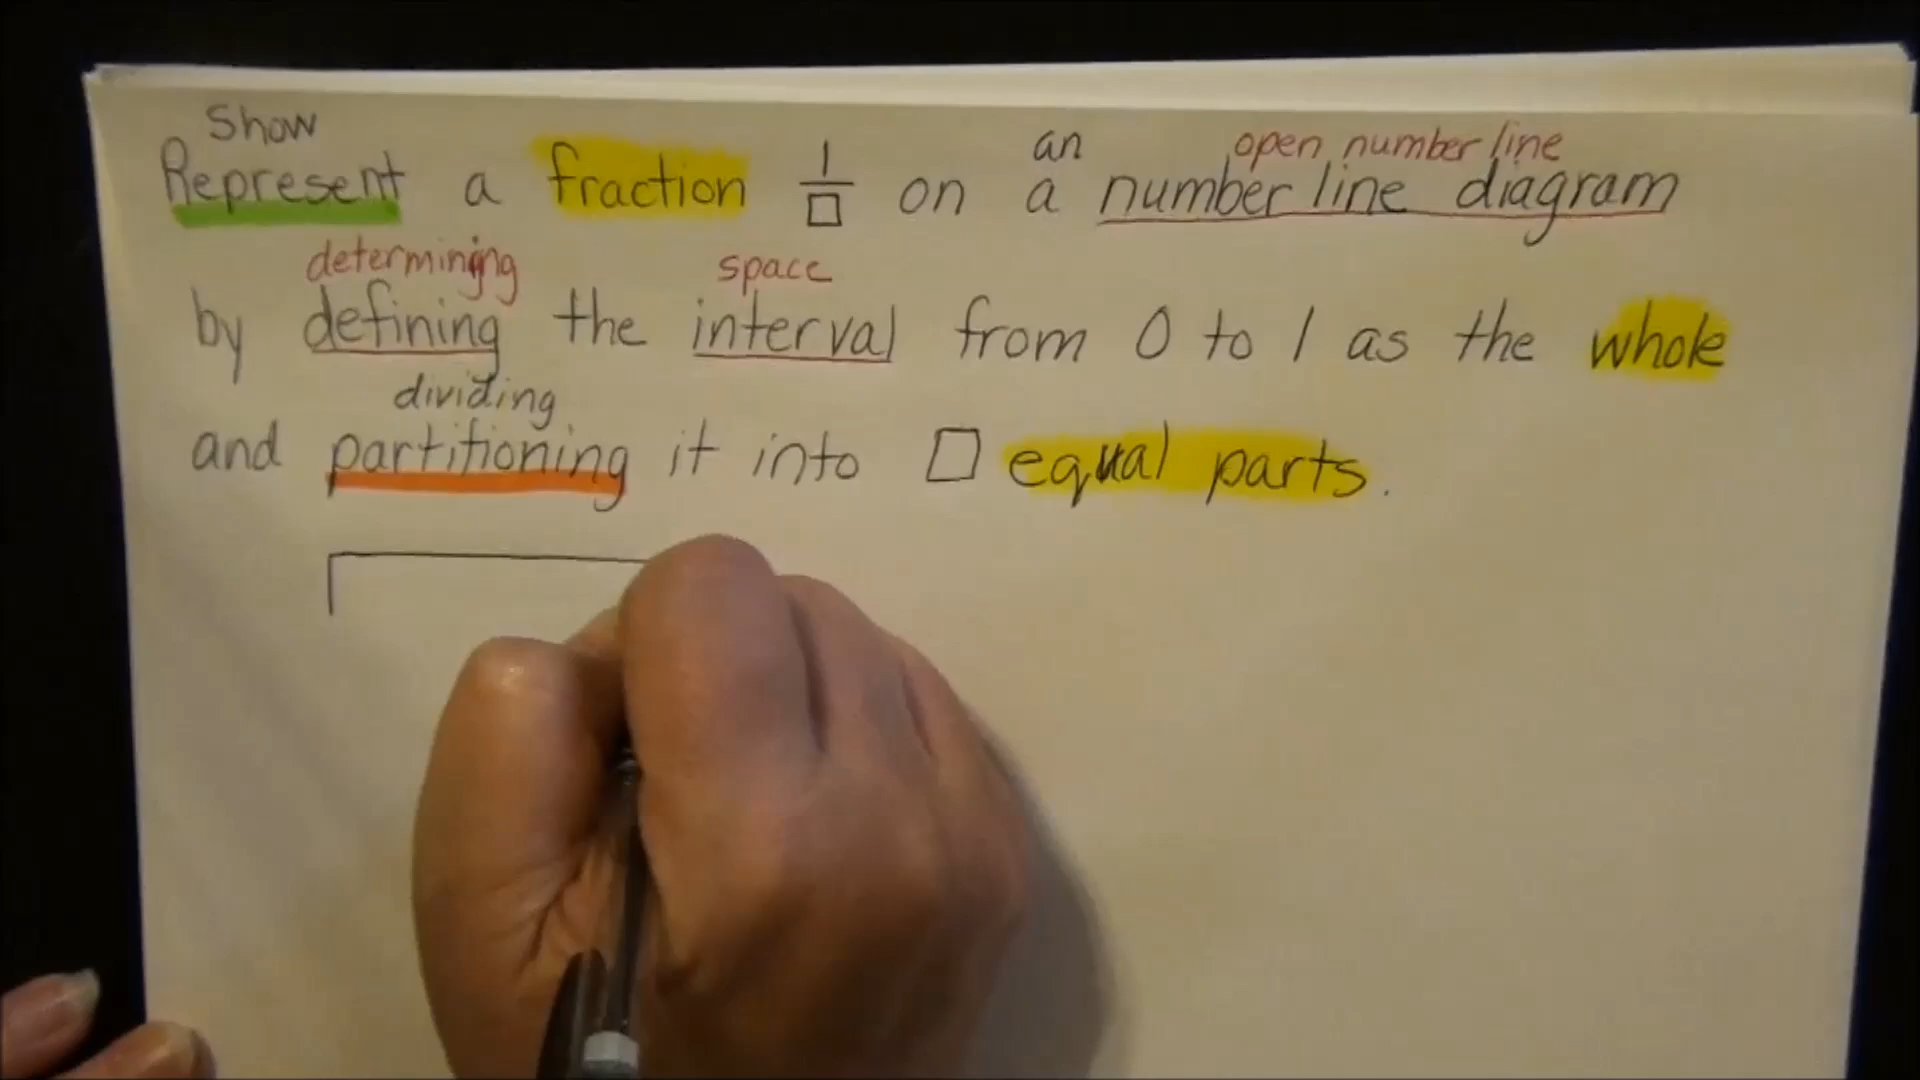 Show
an open number line
Represent a fraction 1/□ on a number line diagram
determining space
by defining the interval from 0 to 1 as the whole
dividing
and partitioning it into □ equal parts.